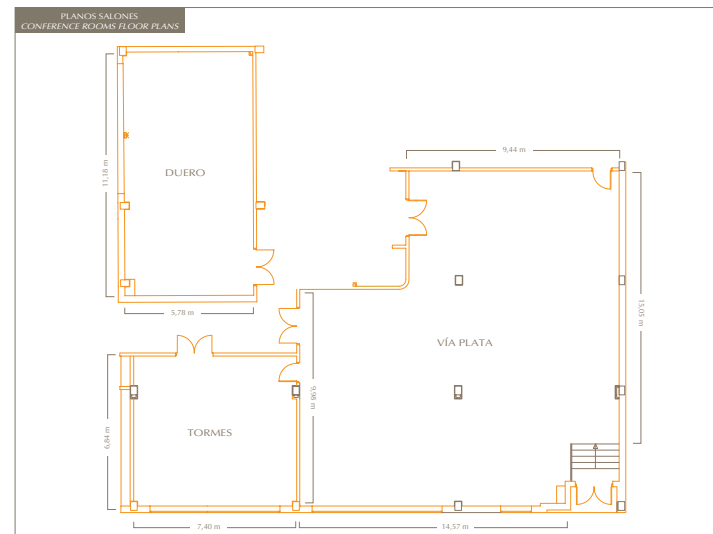 PLANOS SALONES
CONFERENCE ROOMS FLOOR PLANS
9,44 m
11,18 m
DUERO
5,78 m
15,05 m
VÍA PLATA
9,98 m
6,84 m
TORMES
7,40 m
14,57 m